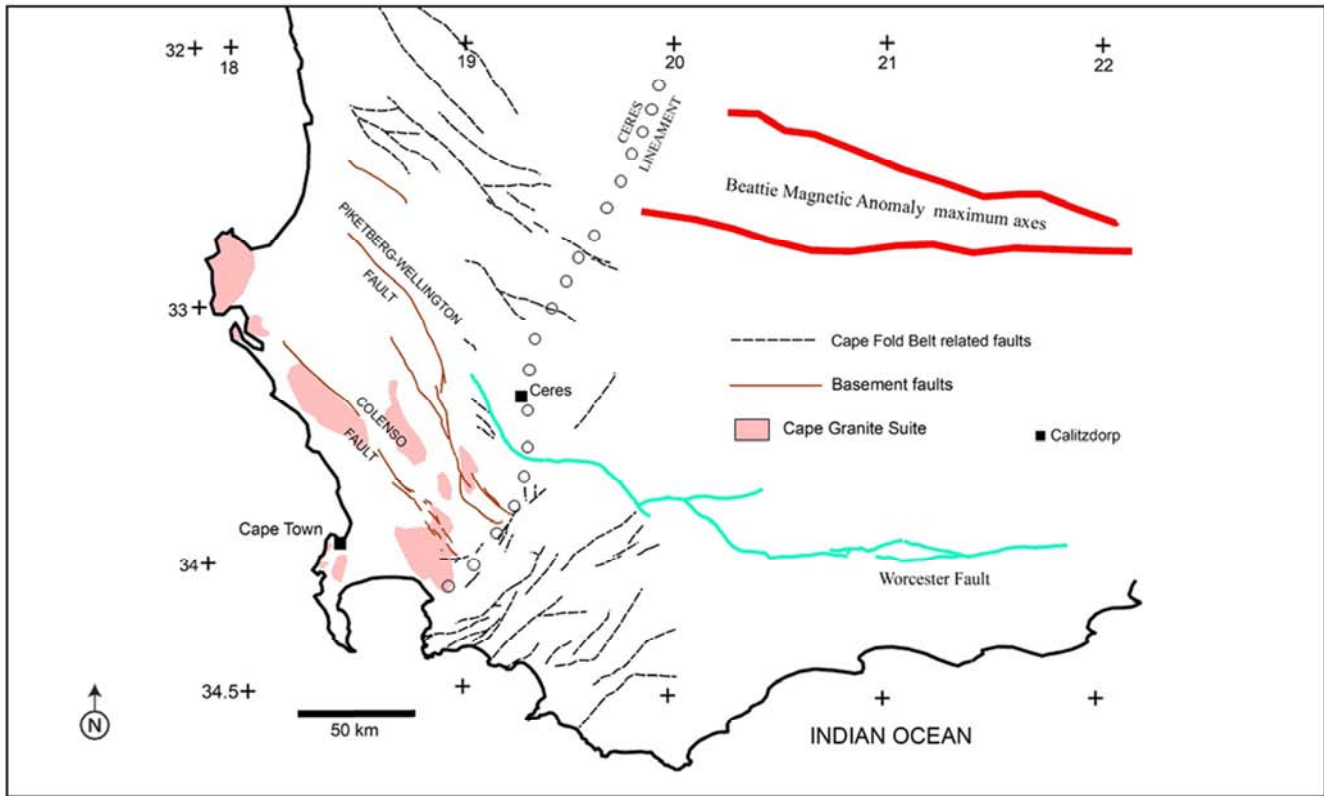 32
18
19
20
21
22
CERES
LINEAMENT
Beattie Magnetic Anomaly maximum axes
PIKETBERG-WELLINGTON
FAULT
33
Cape Fold Belt related faults
Ceres
Basement faults
COLENSO
FAULT
Cape Granite Suite
Calitzdorp
Cape Town
34
Worcester Fault
34.5
N
50 km
INDIAN OCEAN